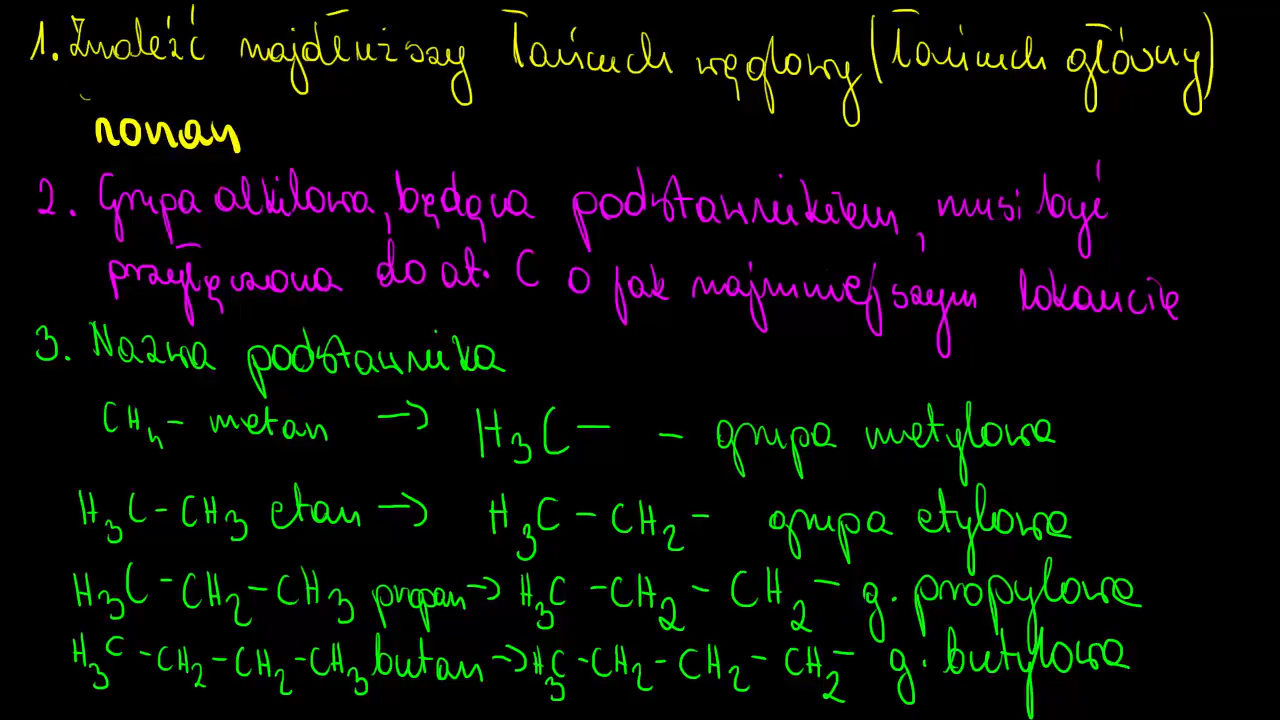 1. Znaleźć najdłuższy łańcuch węglowy (łańcuch główny)
nonan
2. Grupa alkilowa, będąca podstawnikiem, musi być
przyłączona do at. C o jak najmniejszym lokancie
3. Nazwa podstawnika
CH4 - metan → H3C - - grupa metylowa
H3C - CH3 etan → H3C - CH2 - grupa etylowa
H3C - CH2 - CH3 propan → H3C - CH2 - CH2 - g. propylowa
H3C - CH2 - CH2 - CH3 butan → H3C - CH2 - CH2 - CH2 - g. butylowa